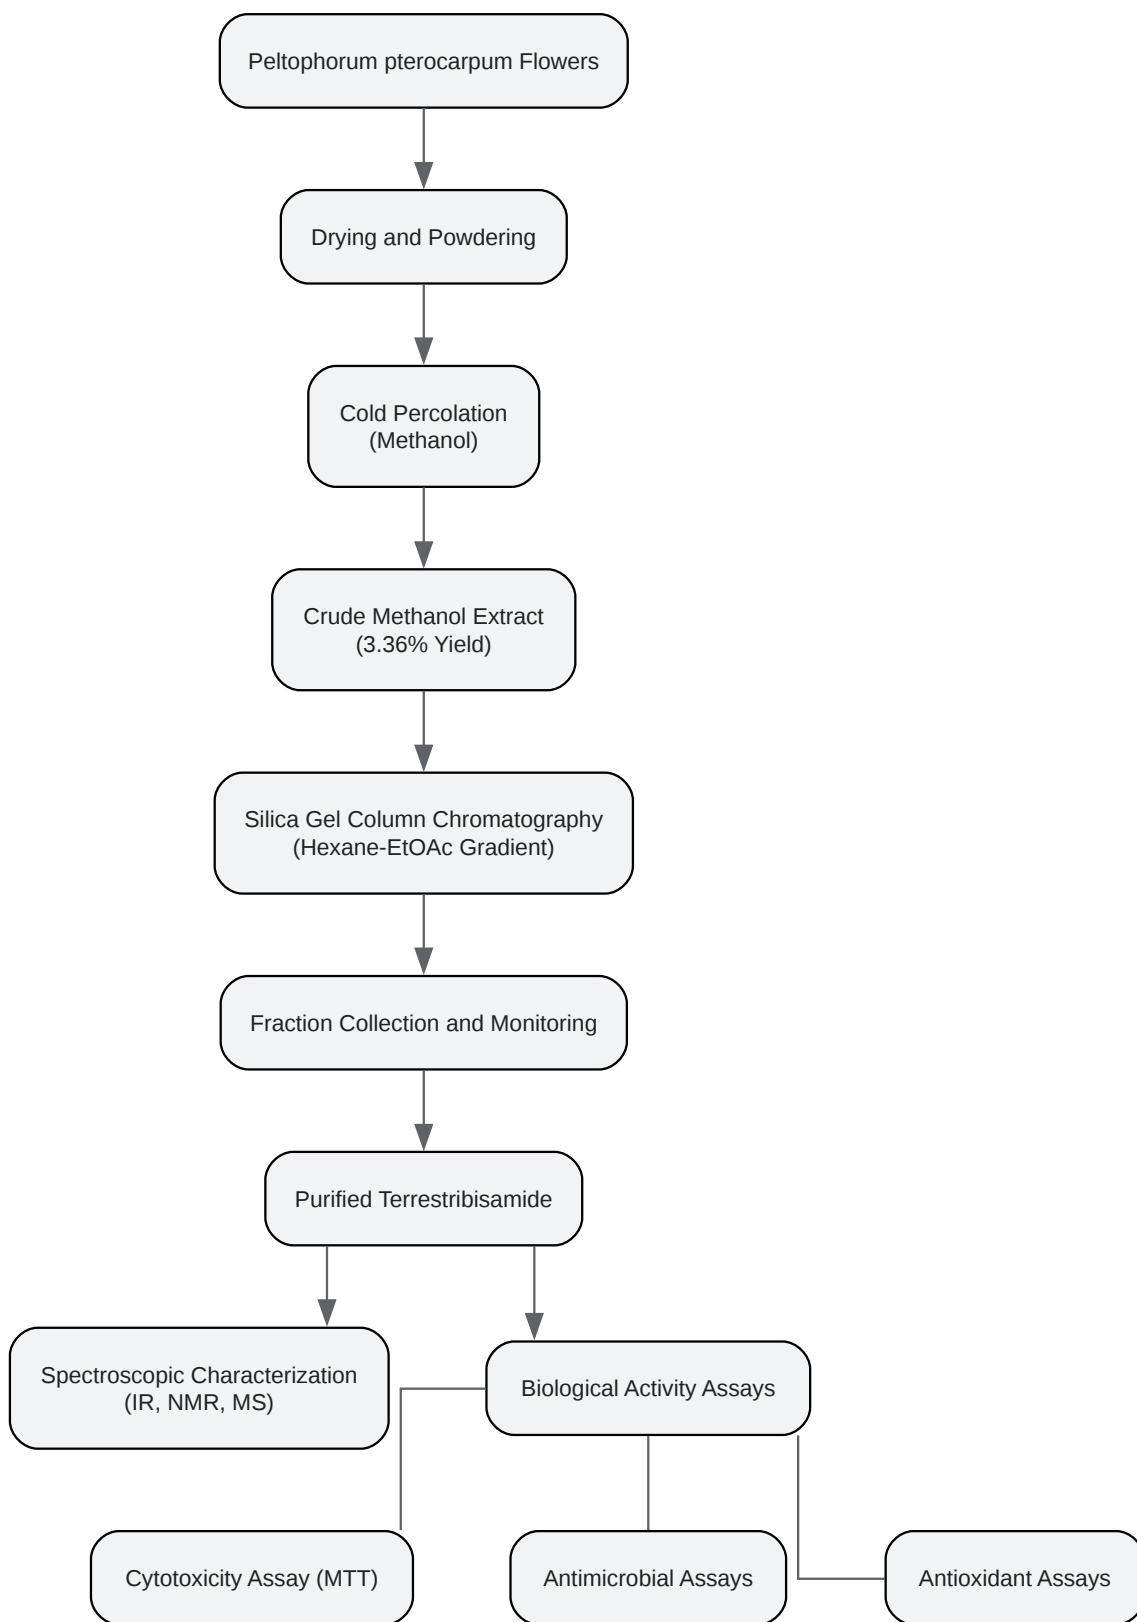 Peltophorum pterocarpum Flowers
Drying and Powdering
Cold Percolation
(Methanol)
Crude Methanol Extract
(3.36% Yield)
Silica Gel Column Chromatography
(Hexane-EtOAc Gradient)
Fraction Collection and Monitoring
Purified Terrestribisamide
Spectroscopic Characterization
(IR, NMR, MS)
Biological Activity Assays
Cytotoxicity Assay (MTT)
Antimicrobial Assays
Antioxidant Assays